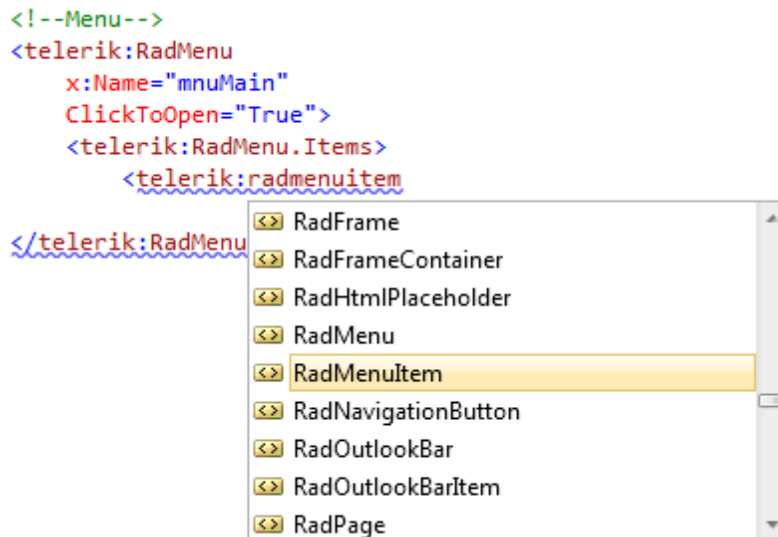 <!--Menu-->
<telerik:RadMenu
x:Name="mnuMain"
ClickToOpen="True">
<telerik:RadMenu.Items>
<telerik:radmenuitem
</telerik:RadMenu
RadFrame
RadFrameContainer
RadHtmlPlaceholder
RadMenu
RadMenuItem
RadNavigationButton
RadOutlookBar
RadOutlookBarItem
RadPage